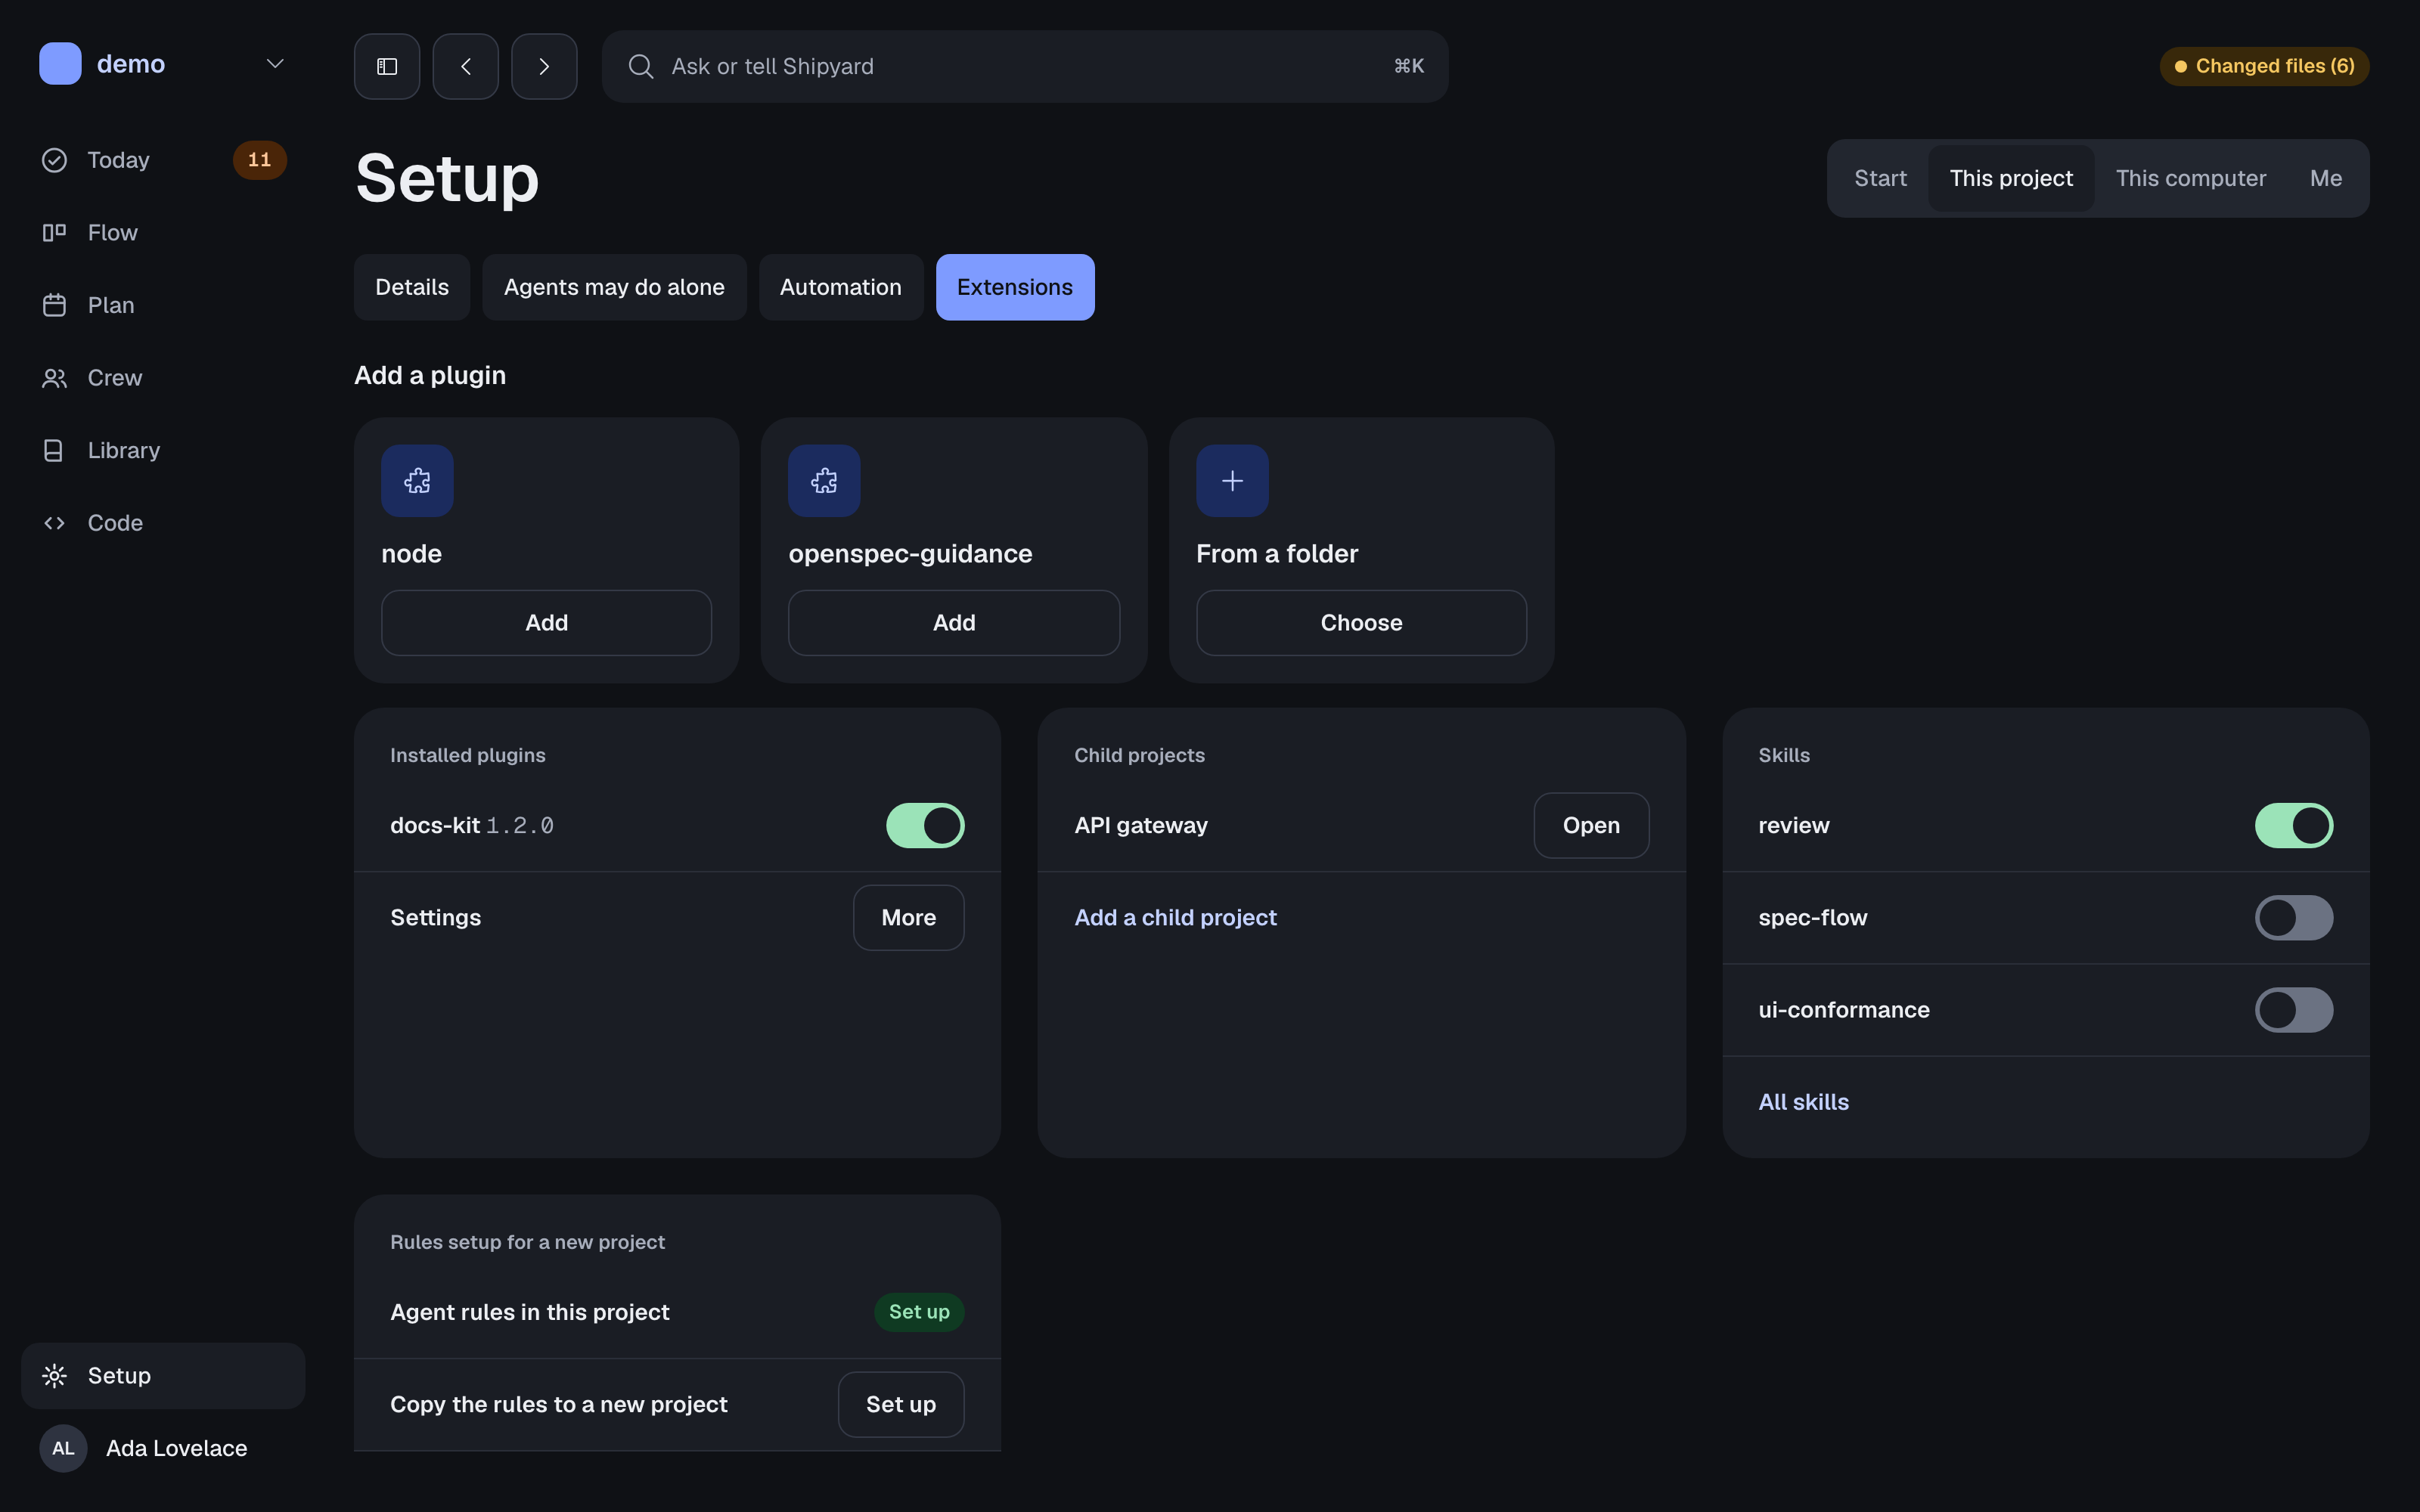 demo
Ask or tell Shipyard
⌘K
Changed files (6)
Today
11
Flow
Plan
Crew
Library
Code
Setup
Start
This project
This computer
Me
Details
Agents may do alone
Automation
Extensions
Add a plugin
node
Add
openspec-guidance
Add
From a folder
Choose
Installed plugins
docs-kit 1.2.0
Settings
More
Child projects
API gateway
Open
Add a child project
Skills
review
spec-flow
ui-conformance
All skills
Rules setup for a new project
Agent rules in this project
Set up
Copy the rules to a new project
Set up
Setup
AL
Ada Lovelace